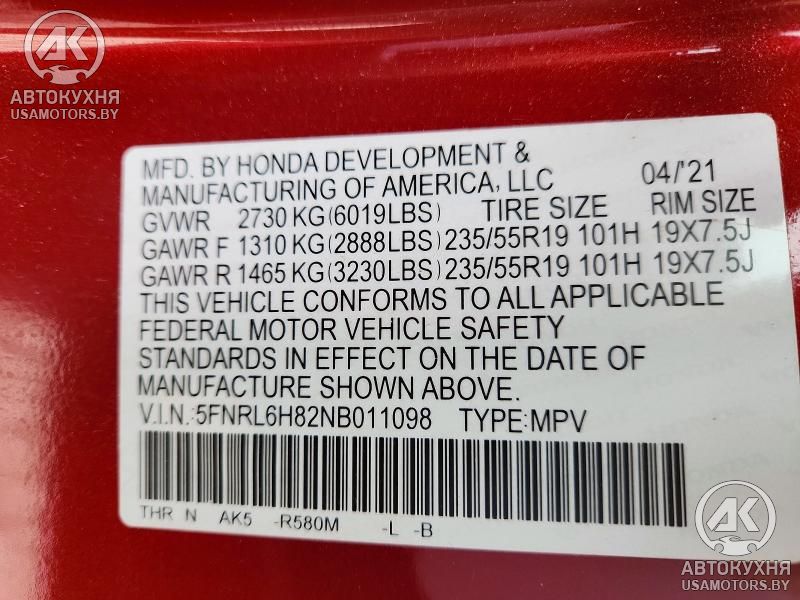 AK
АВТОКУХНЯ
USAMOTORS.BY
MFD. BY HONDA DEVELOPMENT &
MANUFACTURING OF AMERICA, LLC 04/'21
GVWR 2730 KG(6019LBS) TIRE SIZE RIM SIZE
GAWR F 1310 KG(2888LBS) 235/55R19 101H 19X7.5J
GAWR R 1465 KG(3230LBS) 235/55R19 101H 19X7.5J
THIS VEHICLE CONFORMS TO ALL APPLICABLE
FEDERAL MOTOR VEHICLE SAFETY
STANDARDS IN EFFECT ON THE DATE OF
MANUFACTURE SHOWN ABOVE.
V.I.N.:5FNRL6H82NB011098 TYPE:MPV
THR N AK5 -R580M -L -B
AK
АВТОКУХНЯ
USAMOTORS.BY